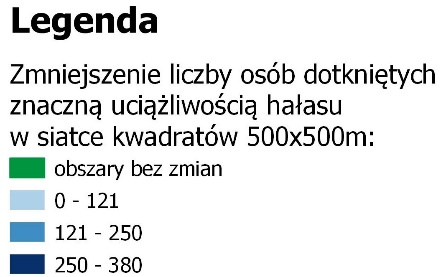 Legenda
Zmniejszenie liczby osób dotkniętych
znaczną uciążliwością hałasu
w siatce kwadratów 500x500m:
obszary bez zmian
0 - 121
121 - 250
250 - 380